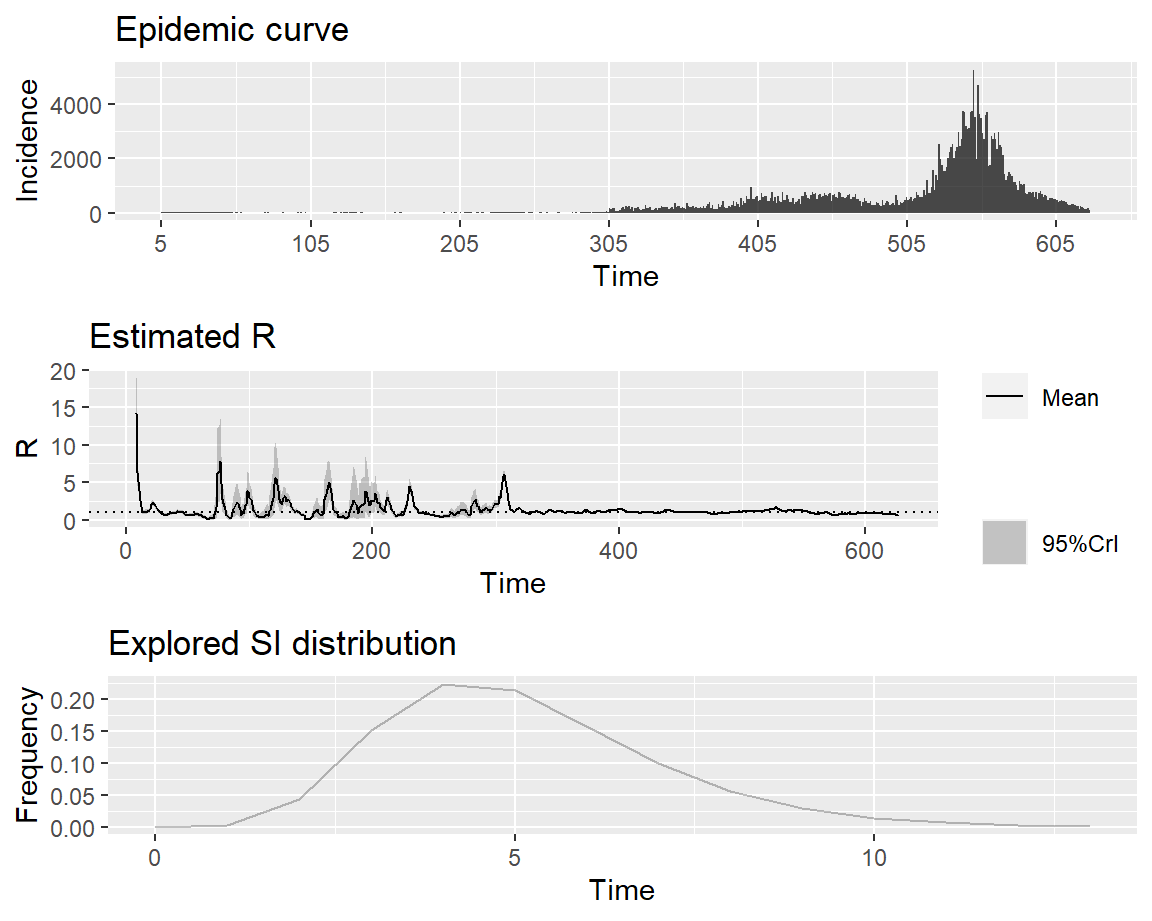 Epidemic curve
Incidence
4000
2000
0
5 105 205 305 405 505 605
Time
Estimated R
R
20
15
10
5
0
0 200 400 600
Time
Mean
95%CrI
Explored SI distribution
Frequency
0.20
0.15
0.10
0.05
0.00
0 5 10
Time